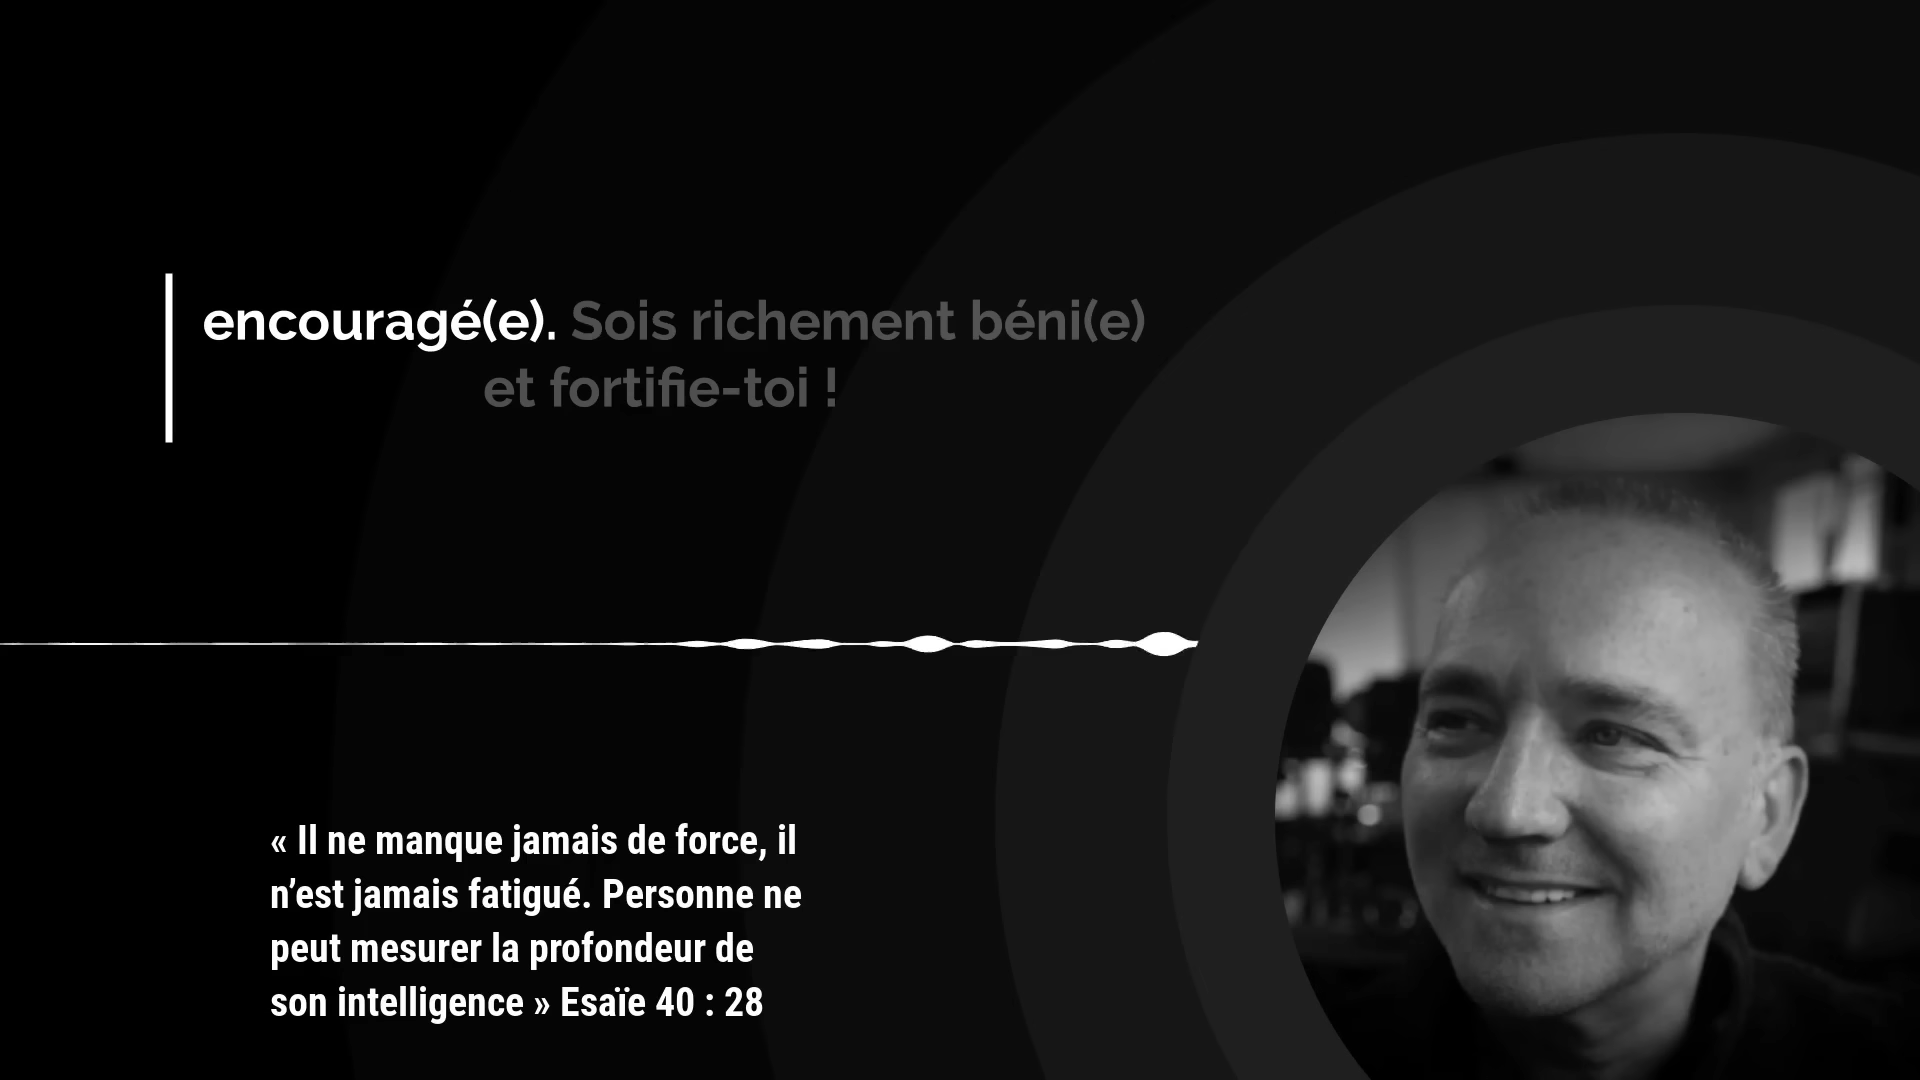 encouragé(e). Sois richement béni(e)
et fortifie-toi !
« Il ne manque jamais de force, il
n’est jamais fatigué. Personne ne
peut mesurer la profondeur de
son intelligence » Esaïe 40 : 28